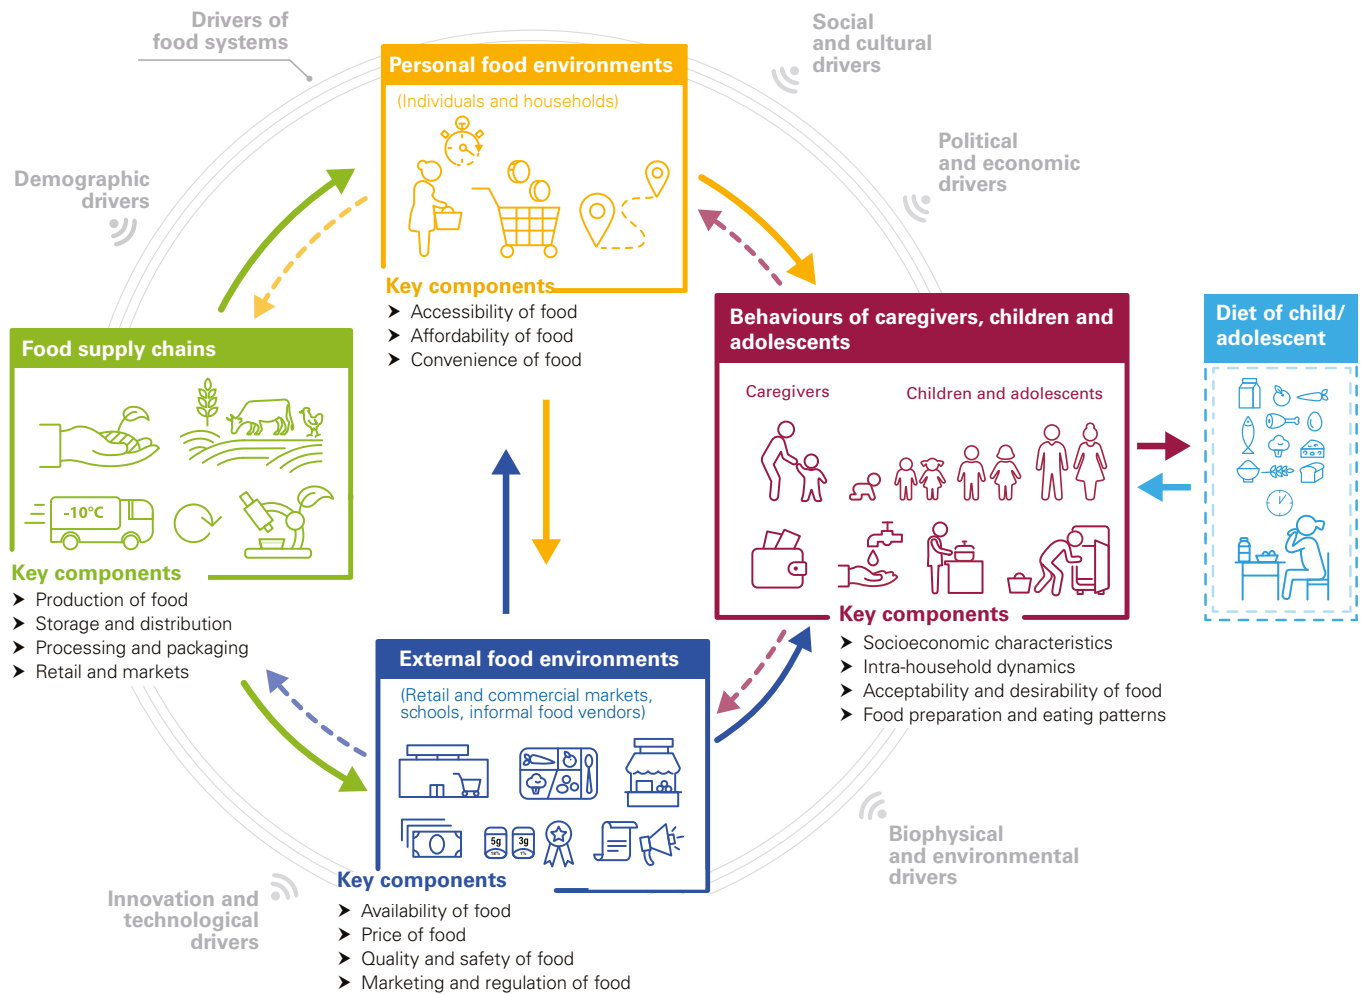 Drivers of
food systems
Social
and cultural
drivers
Personal food environments
(Individuals and households)
Political
and economic
drivers
Demographic
drivers
Key components
➤ Accessibility of food
➤ Affordability of food
➤ Convenience of food
Food supply chains
-10°C
Key components
➤ Production of food
➤ Storage and distribution
➤ Processing and packaging
➤ Retail and markets
Behaviours of caregivers, children and
adolescents
Caregivers
Children and adolescents
Key components
➤ Socioeconomic characteristics
➤ Intra-household dynamics
➤ Acceptability and desirability of food
➤ Food preparation and eating patterns
Diet of child/
adolescent
External food environments
(Retail and commercial markets,
schools, informal food vendors)
5g
3g
Key components
➤ Availability of food
➤ Price of food
➤ Quality and safety of food
➤ Marketing and regulation of food
Biophysical
and environmental
drivers
Innovation and
technological
drivers